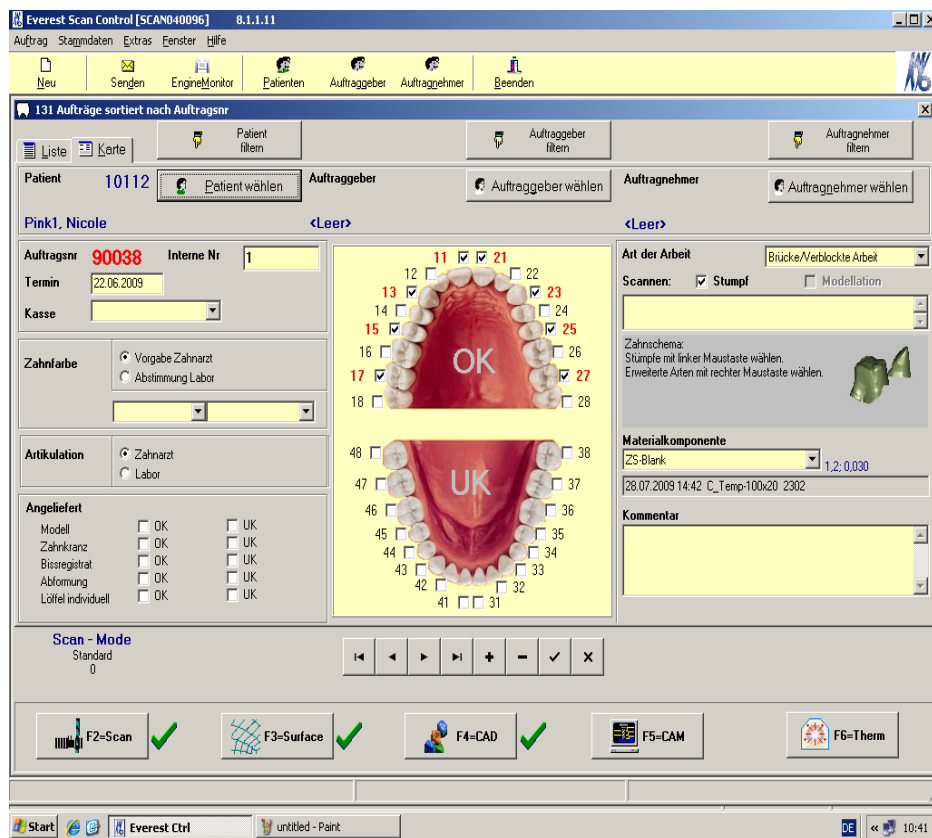 Everest Scan Control [SCAN040096] 8.1.1.11
Auftrag Stammdaten Extras Fenster Hilfe
Neu Senden EngineMonitor Patienten Auftraggeber Auftragnehmer Beenden
131 Aufträge sortiert nach Auftragsnr
Liste Karte
Patient filtern
Auftraggeber filtern
Auftragnehmer filtern
Patient 10112 Patient wählen Auftraggeber Auftraggeber wählen Auftragnehmer Auftragnehmer wählen
Pink1, Nicole <Leer> <Leer>
Auftragsnr 90038 Interne Nr 1
Termin 22.06.2009
Kasse
Zahnfarbe Vorgabe Zahnarzt
Abstimmung Labor
Artikulation Zahnarzt
Labor
Angeliefert
Modell OK UK
Zahnkranz OK UK
Bissregistrat OK UK
Abformung OK UK
Löffel individuell OK UK
11 21
12 22
13 23
14 24
15 25
16 26
OK
17 27
18 28
48 38
UK
47 37
46 36
45 35
44 34
43 33
42 32
41 31
Art der Arbeit Brücke/Verblockte Arbeit
Scannen: Stumpf Modellation
Zahnschema:
Stümpfe mit linker Maustaste wählen.
Erweiterte Arten mit rechter Maustaste wählen.
Materialkomponente
ZS-Blank 1,2; 0,030
28.07.2009 14:42 C_Temp-100x20 2302
Kommentar
Scan - Mode
Standard
0
F2=Scan F3=Surface F4=CAD F5=CAM F6=Therm
Start Everest Ctrl untitled - Paint DE « 10:41